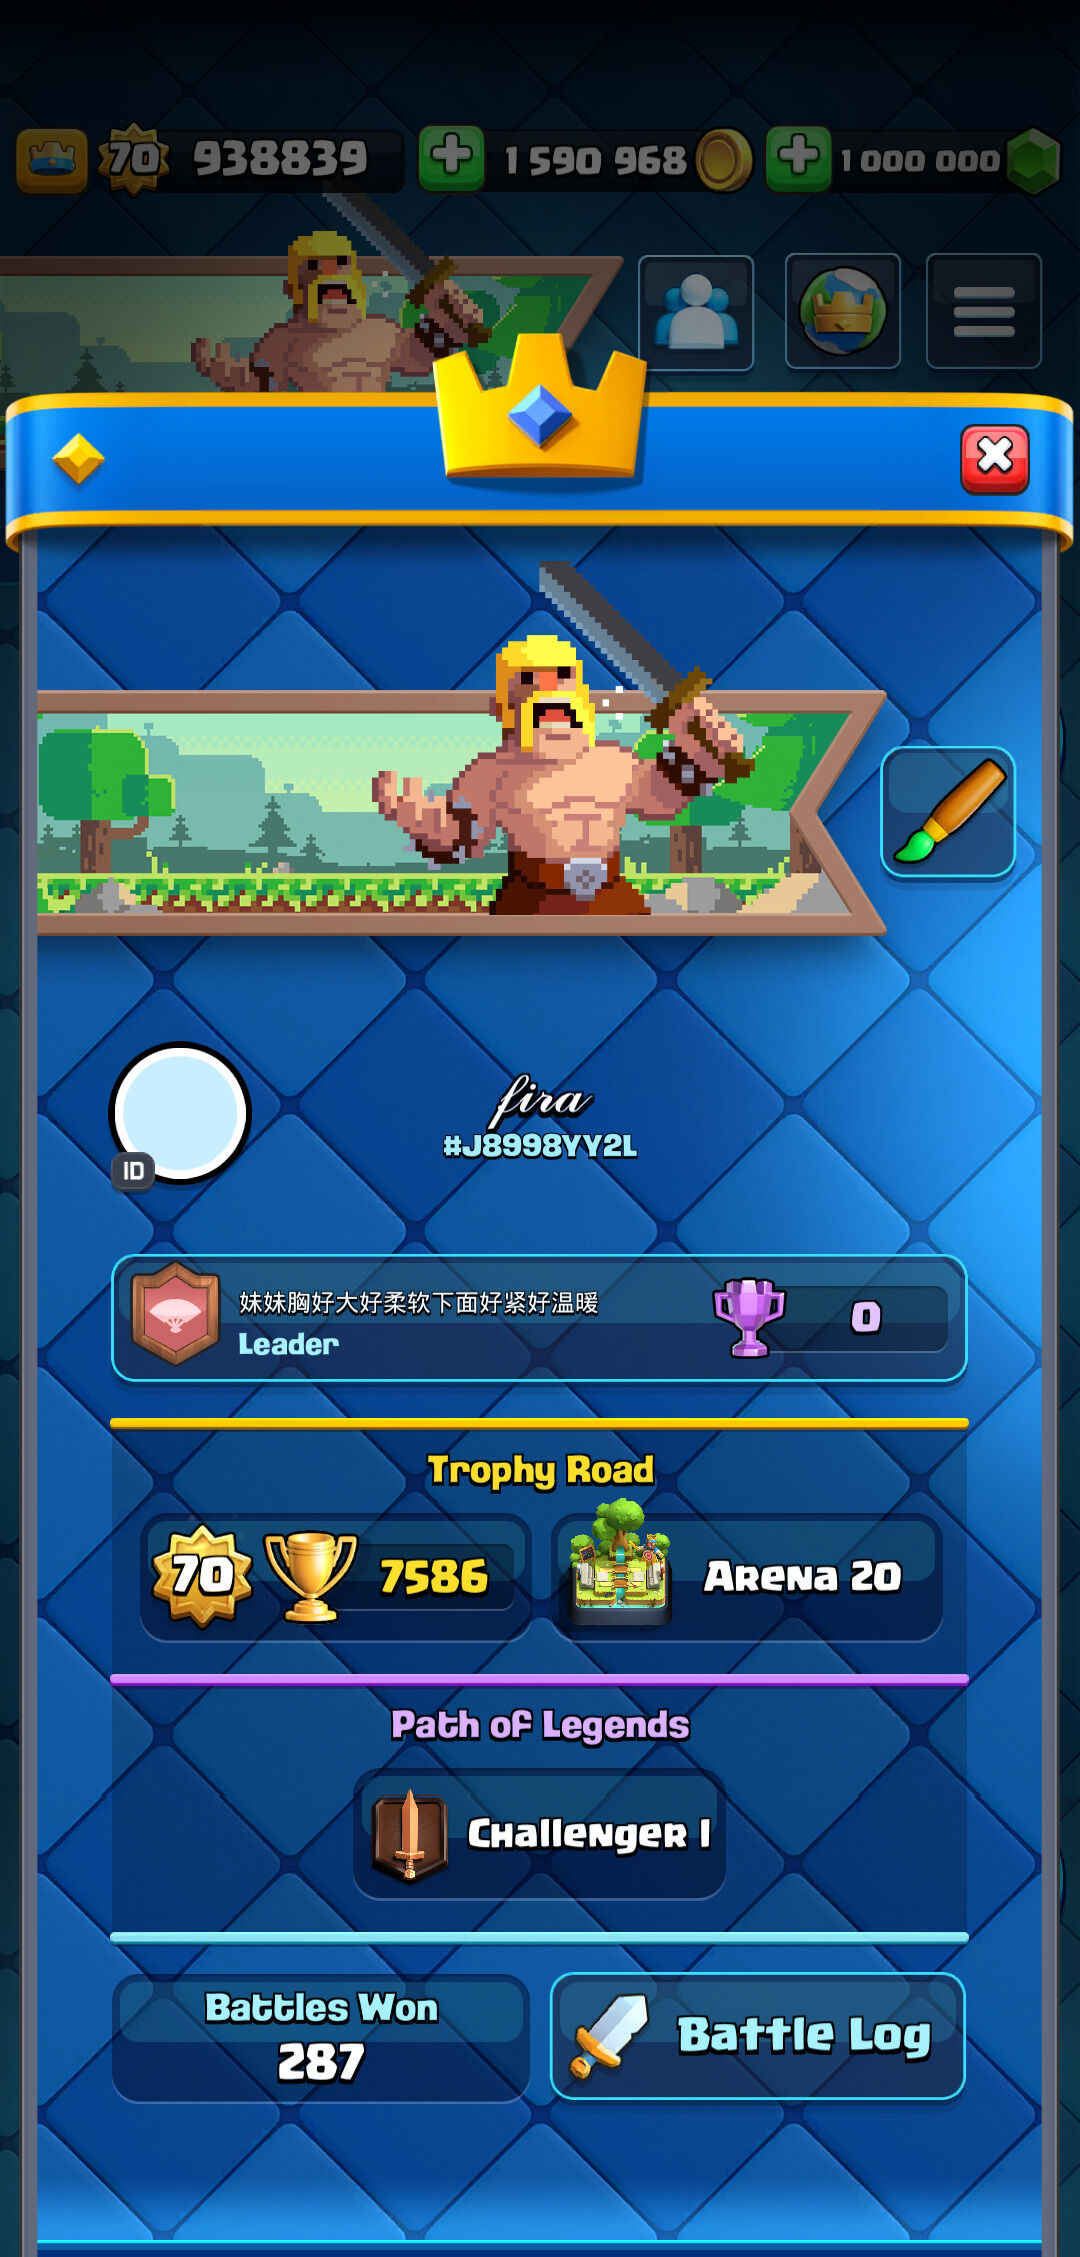 70 938839 1 590 968 1 000 000
fira
#J8998YY2L
ID
妹妹胸好大好柔软下面好紧好温暖
Leader
0
Trophy Road
70 7586 Arena 20
Path of Legends
Challenger I
Battles Won
287
Battle Log